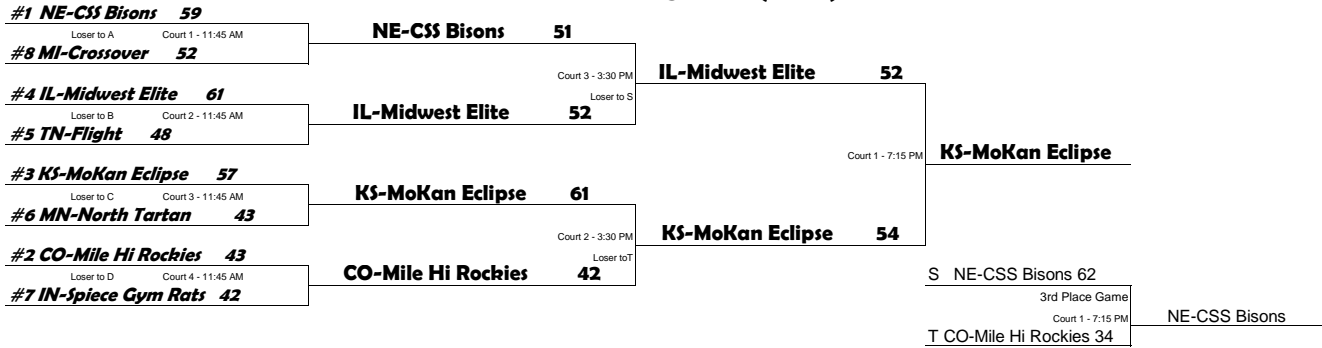 #1 NE-CSS Bisons 59
Loser to A Court 1 - 11:45 AM
#8 MI-Crossover 52
#4 IL-Midwest Elite 61
Loser to B Court 2 - 11:45 AM
#5 TN-Flight 48
#3 KS-MoKan Eclipse 57
Loser to C Court 3 - 11:45 AM
#6 MN-North Tartan 43
#2 CO-Mile Hi Rockies 43
Loser to D Court 4 - 11:45 AM
#7 IN-Spiece Gym Rats 42
NE-CSS Bisons 51
Court 3 - 3:30 PM
Loser to S
IL-Midwest Elite 52
KS-MoKan Eclipse 61
Court 2 - 3:30 PM
Loser toT
CO-Mile Hi Rockies 42
IL-Midwest Elite 52
Court 1 - 7:15 PM
KS-MoKan Eclipse 54
KS-MoKan Eclipse
S NE-CSS Bisons 62
3rd Place Game
Court 1 - 7:15 PM
T CO-Mile Hi Rockies 34
NE-CSS Bisons